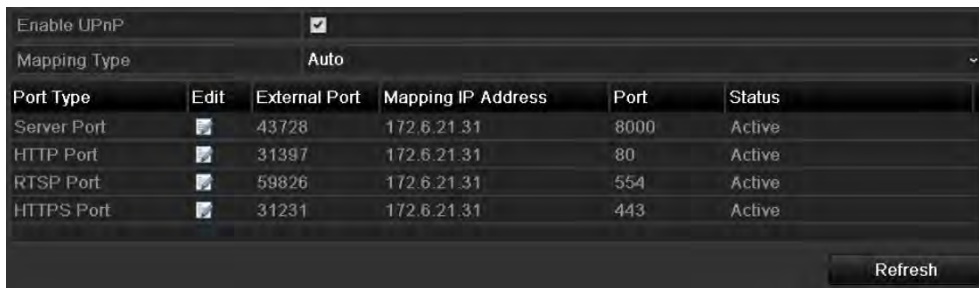 Enable UPnP
Mapping Type Auto
Port Type Edit External Port Mapping IP Address Port Status
Server Port 43728 172.6.21.31 8000 Active
HTTP Port 31397 172.6.21.31 80 Active
RTSP Port 59826 172.6.21.31 554 Active
HTTPS Port 31231 172.6.21.31 443 Active
Refresh